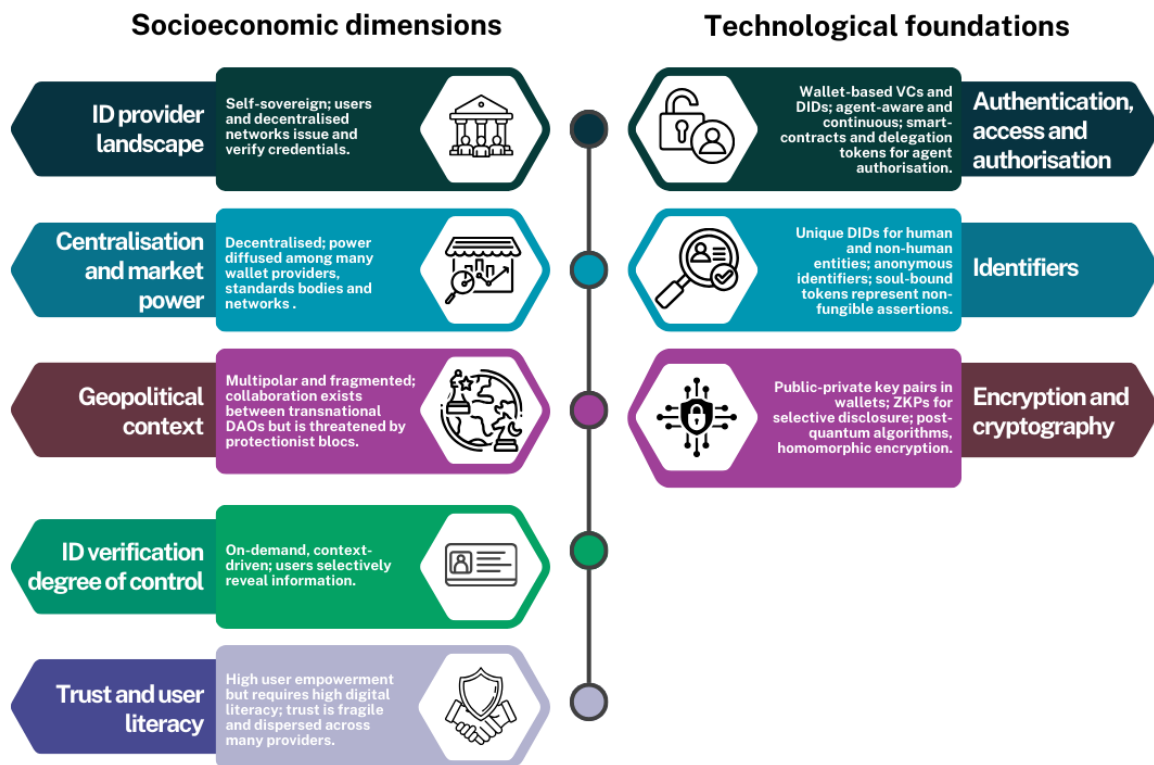 Socioeconomic dimensions
ID provider
landscape
Self-sovereign; users
and decentralised
networks issue and
verify credentials.
Centralisation
and market
power
Decentralised; power
diffused among many
wallet providers,
standards bodies and
networks .
Geopolitical
context
Multipolar and fragmented;
collaboration exists
between transnational
DAOs but is threatened by
protectionist blocs.
ID verification
degree of control
On-demand, context-
driven; users selectively
reveal information.
Trust and user
literacy
High user empowerment
but requires high digital
literacy; trust is fragile
and dispersed across
many providers.
Technological foundations
Wallet-based VCs and
DIDs; agent-aware and
continuous; smart-
contracts and delegation
tokens for agent
authorisation.
Authentication,
access and
authorisation
Unique DIDs for human
and non-human
entities; anonymous
identifiers; soul-bound
tokens represent non-
fungible assertions.
Identifiers
Public-private key pairs in
wallets; ZKPs for
selective disclosure; post-
quantum algorithms,
homomorphic encryption.
Encryption and
cryptography